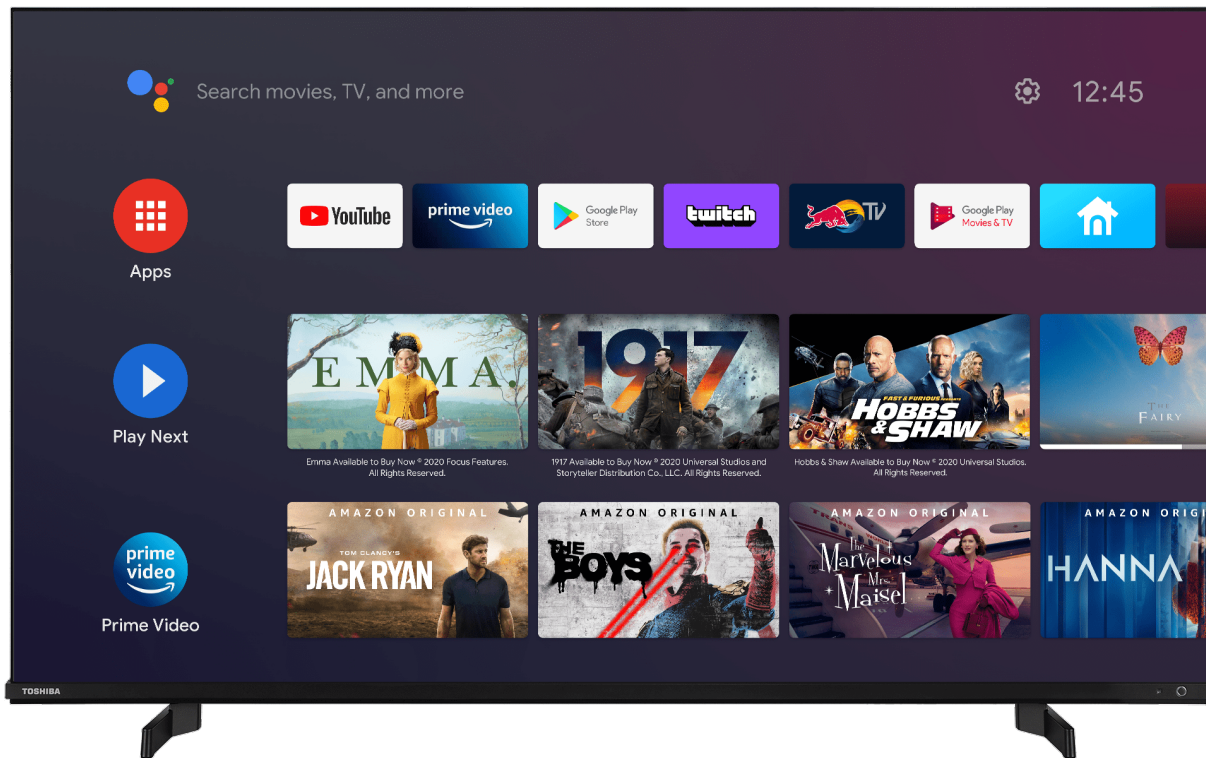 Search movies, TV, and more
12:45
YouTube
prime video
Google Play
Store
twitch
TV
Google Play
Movies & TV
Apps
EMMA.
1917
FAST & FURIOUS PRESENTS
HOBBS
& SHAW
THE
FAIRY
Play Next
Emma Available to Buy Now © 2020 Focus Features.
All Rights Reserved.
1917 Available to Buy Now © 2020 Universal Studios and
Storyteller Distribution Co., LLC. All Rights Reserved.
Hobbs & Shaw Available to Buy Now © 2020 Universal Studios.
All Rights Reserved.
AMAZON ORIGINAL
TOM CLANCY'S
JACK RYAN
AMAZON ORIGINAL
THE
BOYS
AMAZON ORIGINAL
The
Marvelous
Mrs.
Maisel
AMAZON ORIGI
HANNA
prime
video
Prime Video
TOSHIBA